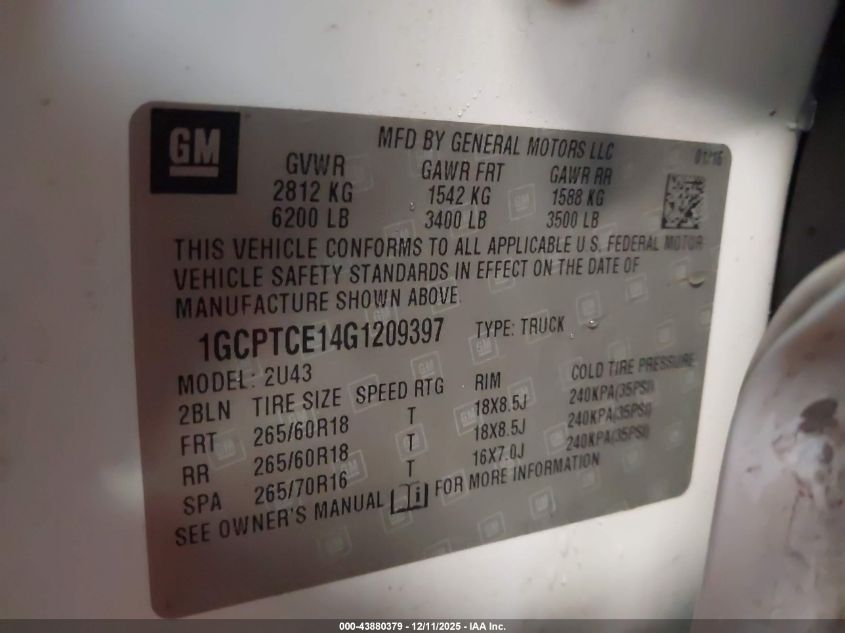 GM
MFD BY GENERAL MOTORS LLC
01/16
GVWR GAWR FRT GAWR RR
2812 KG 1542 KG 1588 KG
6200 LB 3400 LB 3500 LB
THIS VEHICLE CONFORMS TO ALL APPLICABLE U.S. FEDERAL MOTOR
VEHICLE SAFETY STANDARDS IN EFFECT ON THE DATE OF
MANUFACTURE SHOWN ABOVE.
1GCPTCE14G1209397 TYPE: TRUCK
MODEL: 2U43
2BLN TIRE SIZE SPEED RTG RIM COLD TIRE PRESSURE
FRT 265/60R18 T 18X8.5J 240KPA(35PSI)
RR 265/60R18 T 18X8.5J 240KPA(35PSI)
SPA 265/70R16 T 16X7.0J 240KPA(35PSI)
SEE OWNER'S MANUAL FOR MORE INFORMATION
000-43880379 - 12/11/2025 - IAA Inc.